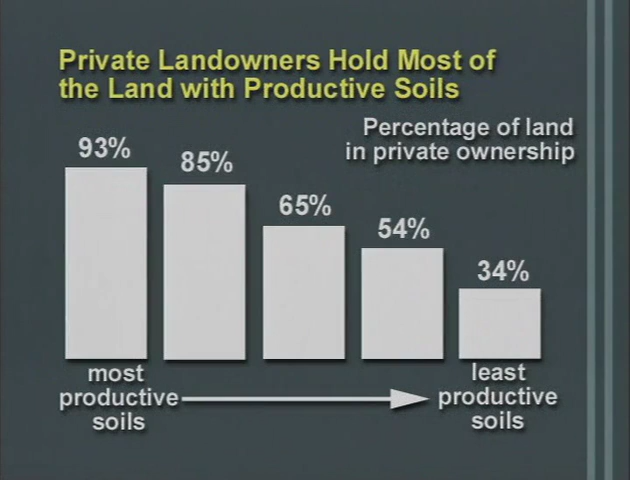 Private Landowners Hold Most of
the Land with Productive Soils
Percentage of land
in private ownership
93%
85%
65%
54%
34%
most
productive
soils
least
productive
soils